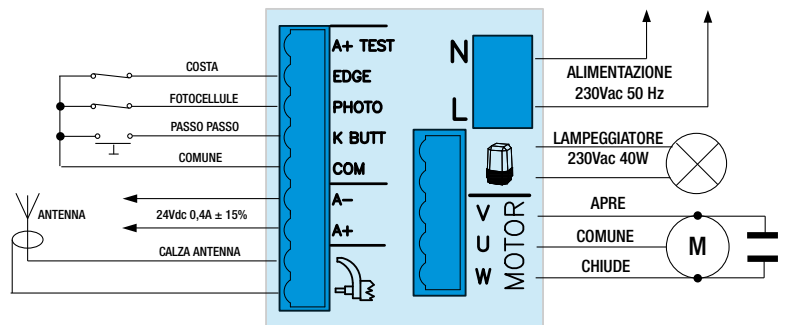 A+ TEST
COSTA
EDGE
FOTOCELLULE
PHOTO
PASSO PASSO
K BUTT
COMUNE
COM
A-
24Vdc 0,4A ± 15%
A+
ANTENNA
CALZA ANTENNA
N
L
ALIMENTAZIONE
230Vac 50 Hz
LAMPEGGIATORE
230Vac 40W
V
U
W
MOTOR
APRE
COMUNE
CHIUDE
M